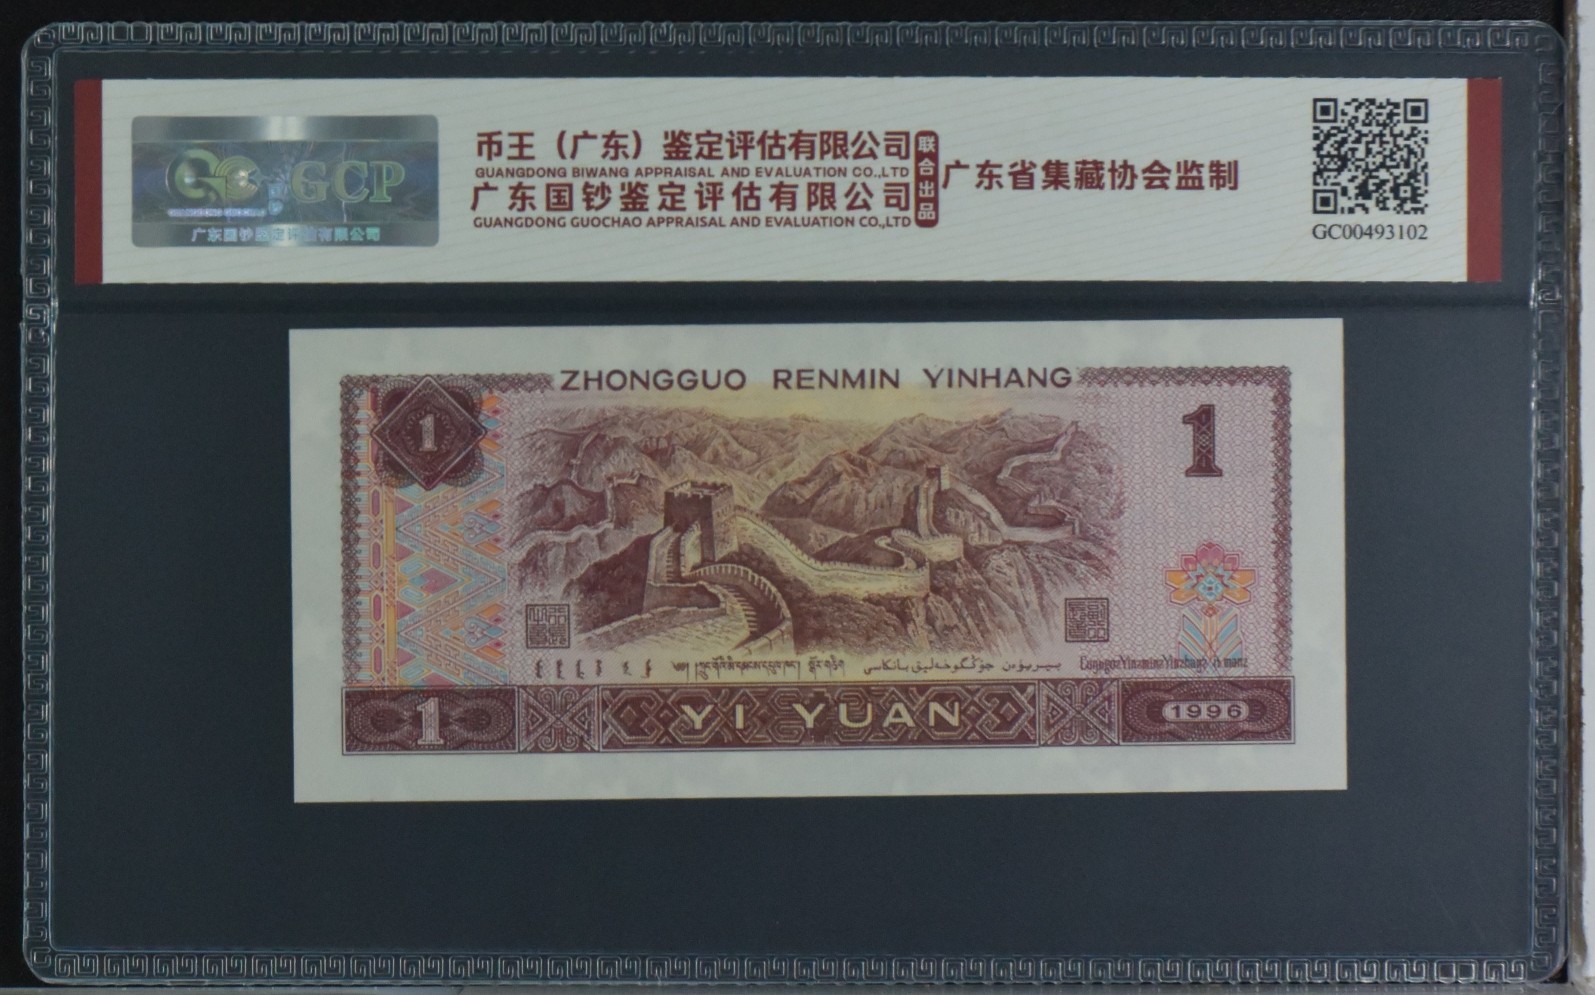 GCP
广东国钞鉴定评估有限公司
币王（广东）鉴定评估有限公司
GUANGDONG BIWANG APPRAISAL AND EVALUATION CO.,LTD
广东国钞鉴定评估有限公司
GUANGDONG GUOCHAO APPRAISAL AND EVALUATION CO.,LTD
联合出品
广东省集藏协会监制
GC00493102
ZHONGGUO RENMIN YINHANG
1
1
1
YI YUAN
1996